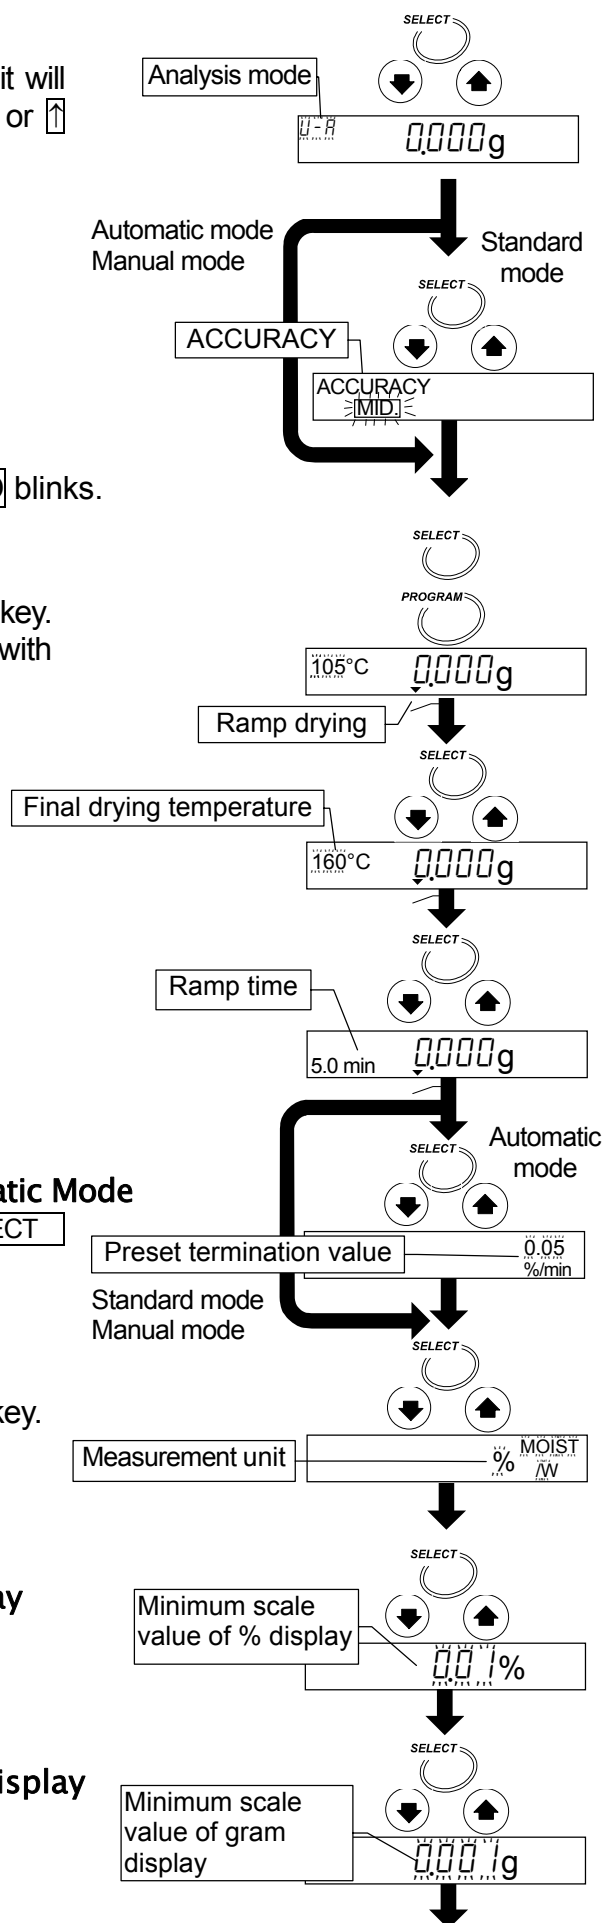 SELECT
it will
Analysis mode
or ↑
U-A 0.000g
Automatic mode
Manual mode
Standard
mode
SELECT
ACCURACY
ACCURACY
MID.
blinks.
SELECT
key.
PROGRAM
with
105°C 0.000g
Ramp drying
SELECT
Final drying temperature
160°C 0.000g
SELECT
Ramp time
5.0 min 0.000g
Automatic
mode
SELECT
atic Mode
ECT
Preset termination value
0.05
%/min
Standard mode
Manual mode
SELECT
key.
Measurement unit
% MOIST
/W
SELECT
ay
Minimum scale
value of % display
0.01%
SELECT
isplay
Minimum scale
value of gram
display
0.001g